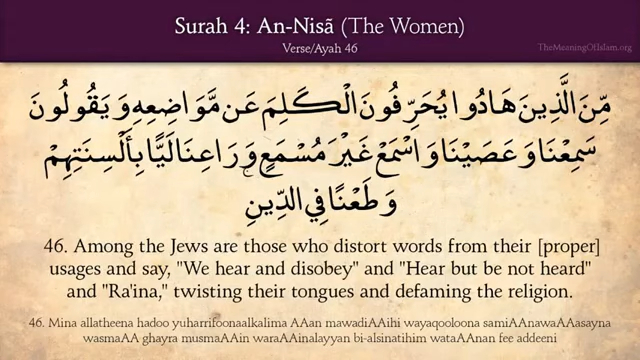 Surah 4: An-Nisã (The Women)
Verse/Ayah 46
TheMeaningOfIslam.org
مِّنَ الَّذِينَ هَادُوا يُحَرِّفُونَ الْكَلِمَ عَن مَّوَاضِعِهِ وَيَقُولُونَ
سَمِعْنَا وَعَصَيْنَا وَاسْمَعْ غَيْرَ مُسْمَعٍ وَرَاعِنَا لَيًّا بِأَلْسِنَتِهِمْ
وَطَعْنًا فِي الدِّينِ
46. Among the Jews are those who distort words from their [proper]
usages and say, "We hear and disobey" and "Hear but be not heard"
and "Ra'ina," twisting their tongues and defaming the religion.
46. Mina allatheena hadoo yuharrifoonaalkalima AAan mawadiAAihi wayaqooloona samiAAnawaAAasayna
wasmaAA ghayra musmaAAin waraAAinalayyan bi-alsinatihim wataAAnan fee addeeni